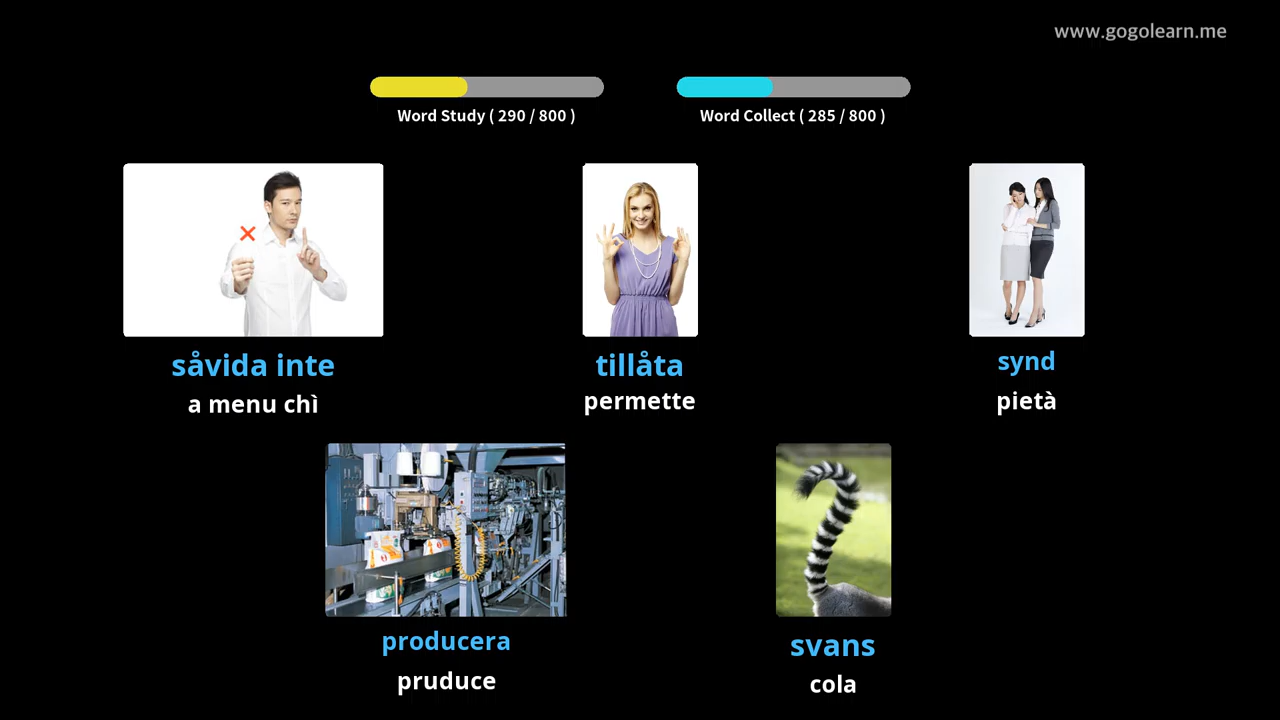 www.gogolearn.me
Word Study ( 290 / 800 )
Word Collect ( 285 / 800 )
såvida inte
a menu chì
tillåta
permette
synd
pietà
producera
pruduce
svans
cola